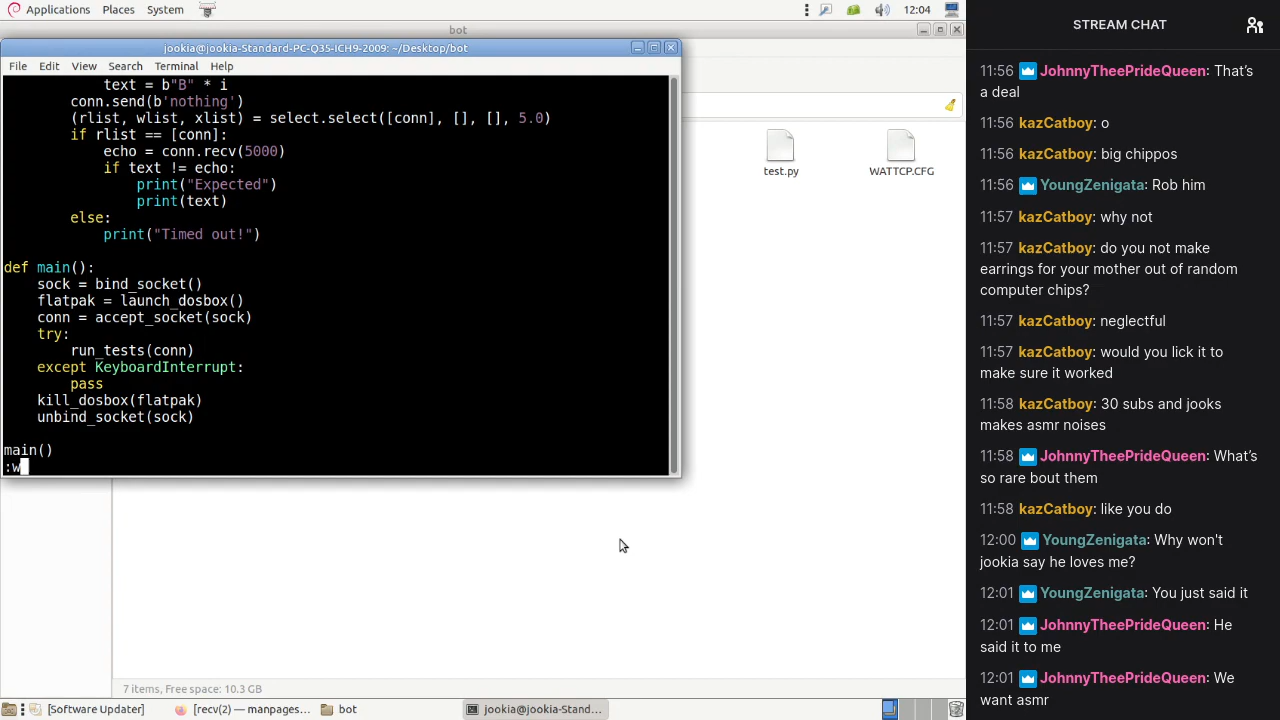 Applications Places System 12:04
bot
jookia@jookia-Standard-PC-Q35-ICH9-2009: ~/Desktop/bot
File Edit View Search Terminal Help
text = b"B" * i
conn.send(b'nothing')
(rlist, wlist, xlist) = select.select([conn], [], [], 5.0)
if rlist == [conn]:
echo = conn.recv(5000)
if text != echo:
print("Expected")
print(text)
else:
print("Timed out!")
def main():
sock = bind_socket()
flatpak = launch_dosbox()
conn = accept_socket(sock)
try:
run_tests(conn)
except KeyboardInterrupt:
pass
kill_dosbox(flatpak)
unbind_socket(sock)
main()
:w
test.py
WATTCP.CFG
7 items, Free space: 10.3 GB
[Software Updater]
[recv(2) — manpages...
bot
jookia@jookia-Stand...
STREAM CHAT
11:56 JohnnyTheePrideQueen: That's
a deal
11:56 kazCatboy: o
11:56 kazCatboy: big chippos
11:56 YoungZenigata: Rob him
11:57 kazCatboy: why not
11:57 kazCatboy: do you not make
earrings for your mother out of random
computer chips?
11:57 kazCatboy: neglectful
11:57 kazCatboy: would you lick it to
make sure it worked
11:58 kazCatboy: 30 subs and jooks
makes asmr noises
11:58 JohnnyTheePrideQueen: What's
so rare bout them
11:58 kazCatboy: like you do
12:00 YoungZenigata: Why won't
jookia say he loves me?
12:01 YoungZenigata: You just said it
12:01 JohnnyTheePrideQueen: He
said it to me
12:01 JohnnyTheePrideQueen: We
want asmr